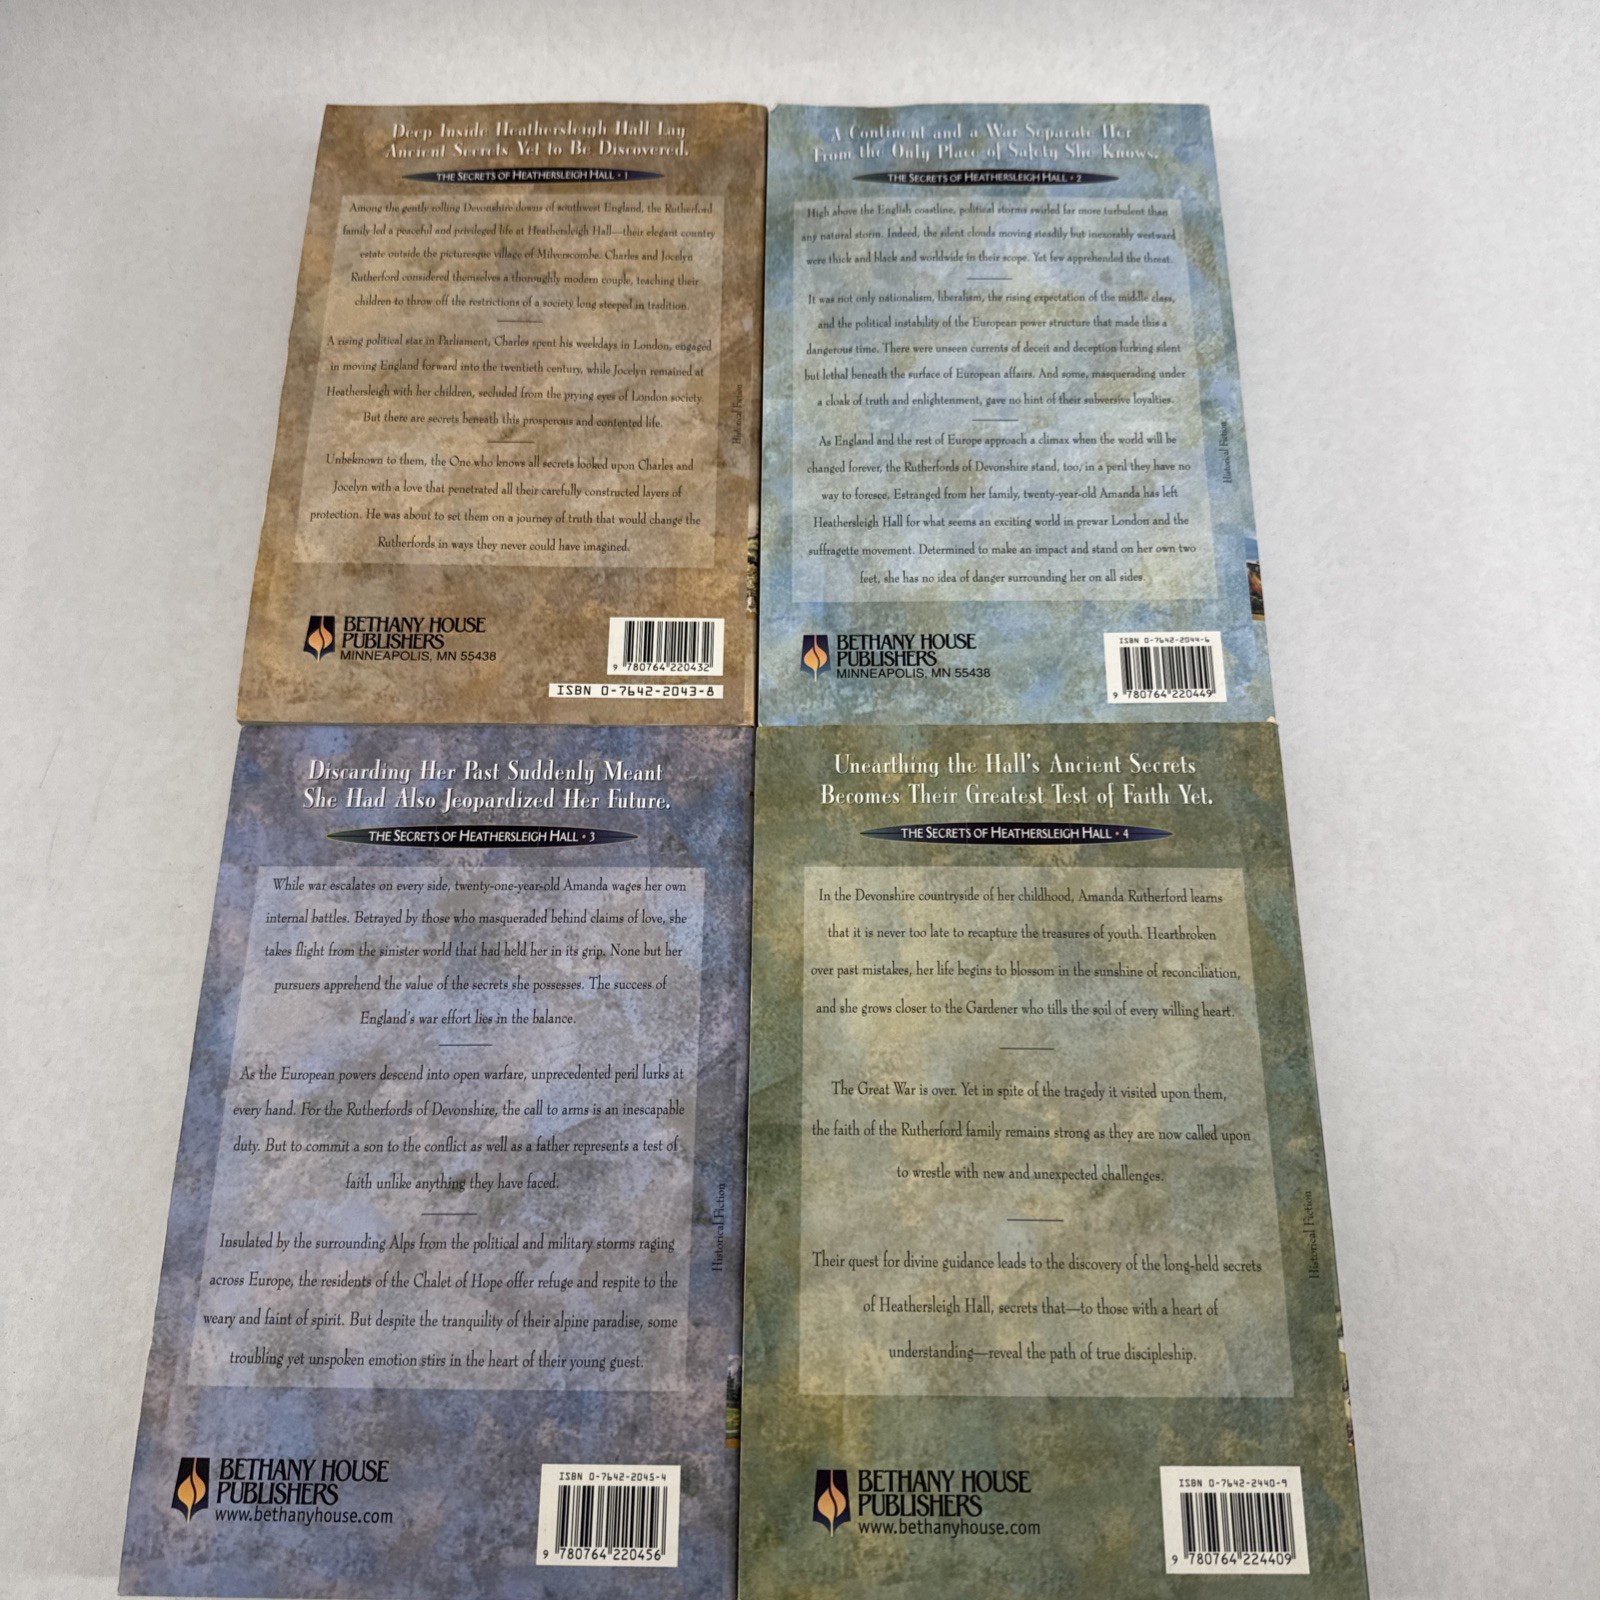 Deep Inside Heathersleigh Hall Lay
Ancient Secrets Yet to Be Discovered.
THE SECRETS OF HEATHERSLEIGH HALL • 1
Among the gently rolling Devonshire downs of southwest England, the Rutherford
family led a peaceful and privileged life at Heathersleigh Hall—their elegant country
estate outside the picturesque village of Milverscombe. Charles and Jocelyn
Rutherford considered themselves a thoroughly modern couple, teaching their
children to throw off the restrictions of a society long steeped in tradition.
A rising political star in Parliament, Charles spent his weekdays in London, engaged
in moving England forward into the twentieth century, while Jocelyn remained at
Heathersleigh with her children, secluded from the prying eyes of London society.
But there are secrets beneath this prosperous and contented life.
Unbeknown to them, the One who knows all secrets looked upon Charles and
Jocelyn with a love that penetrated all their carefully constructed layers of
protection. He was about to set them on a journey of truth that would change the
Rutherfords in ways they never could have imagined.
Historical Fiction
BETHANY HOUSE
PUBLISHERS
MINNEAPOLIS, MN 55438
9 780764 220432
ISBN 0-7642-2043-8
A Continent and a War Separate Her
From the Only Place of Safety She Knows.
THE SECRETS OF HEATHERSLEIGH HALL • 2
High above the English coastline, political storms swirled far more turbulent than
any natural storm. Indeed, the silent clouds moving steadily but inexorably westward
were thick and black and worldwide in their scope. Yet few apprehended the threat.
It was not only nationalism, liberalism, the rising expectation of the middle class,
and the political instability of the European power structure that made this a
dangerous time. There were unseen currents of deceit and deception lurking silent
but lethal beneath the surface of European affairs. And some, masquerading under
a cloak of truth and enlightenment, gave no hint of their subversive loyalties.
As England and the rest of Europe approach a climax when the world will be
changed forever, the Rutherfords of Devonshire stand, too, in a peril they have no
way to foresee. Estranged from her family, twenty-year-old Amanda has left
Heathersleigh Hall for what seems an exciting world in prewar London and the
suffragette movement. Determined to make an impact and stand on her own two
feet, she has no idea of danger surrounding her on all sides.
Historical Fiction
BETHANY HOUSE
PUBLISHERS
MINNEAPOLIS, MN 55438
ISBN 0-7642-2044-6
9 780764 220449
Discarding Her Past Suddenly Meant
She Had Also Jeopardized Her Future.
THE SECRETS OF HEATHERSLEIGH HALL • 3
While war escalates on every side, twenty-one-year-old Amanda wages her own
internal battles. Betrayed by those who masqueraded behind claims of love, she
takes flight from the sinister world that had held her in its grip. None but her
pursuers apprehend the value of the secrets she possesses. The success of
England's war effort lies in the balance.
As the European powers descend into open warfare, unprecedented peril lurks at
every hand. For the Rutherfords of Devonshire, the call to arms is an inescapable
duty. But to commit a son to the conflict as well as a father represents a test of
faith unlike anything they have faced.
Insulated by the surrounding Alps from the political and military storms raging
across Europe, the residents of the Chalet of Hope offer refuge and respite to the
weary and faint of spirit. But despite the tranquility of their alpine paradise, some
troubling yet unspoken emotion stirs in the heart of their young guest.
Historical Fiction
BETHANY HOUSE
PUBLISHERS
www.bethanyhouse.com
ISBN 0-7642-2045-4
9 780764 220456
Unearthing the Hall's Ancient Secrets
Becomes Their Greatest Test of Faith Yet.
THE SECRETS OF HEATHERSLEIGH HALL • 4
In the Devonshire countryside of her childhood, Amanda Rutherford learns
that it is never too late to recapture the treasures of youth. Heartbroken
over past mistakes, her life begins to blossom in the sunshine of reconciliation,
and she grows closer to the Gardener who tills the soil of every willing heart.
The Great War is over. Yet in spite of the tragedy it visited upon them,
the faith of the Rutherford family remains strong as they are now called upon
to wrestle with new and unexpected challenges.
Their quest for divine guidance leads to the discovery of the long-held secrets
of Heathersleigh Hall, secrets that—to those with a heart of
understanding—reveal the path of true discipleship.
Historical Fiction
BETHANY HOUSE
PUBLISHERS
www.bethanyhouse.com
ISBN 0-7642-2440-9
9 780764 224409